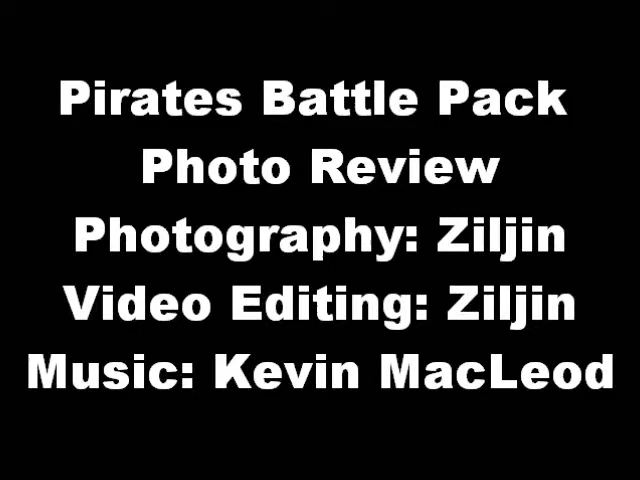 Pirates Battle Pack
Photo Review
Photography: Ziljin
Video Editing: Ziljin
Music: Kevin MacLeod